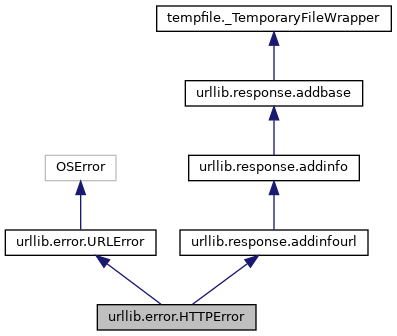 tempfile._TemporaryFileWrapper
urllib.response.addbase
OSError
urllib.response.addinfo
urllib.error.URLError
urllib.response.addinfourl
urllib.error.HTTPError